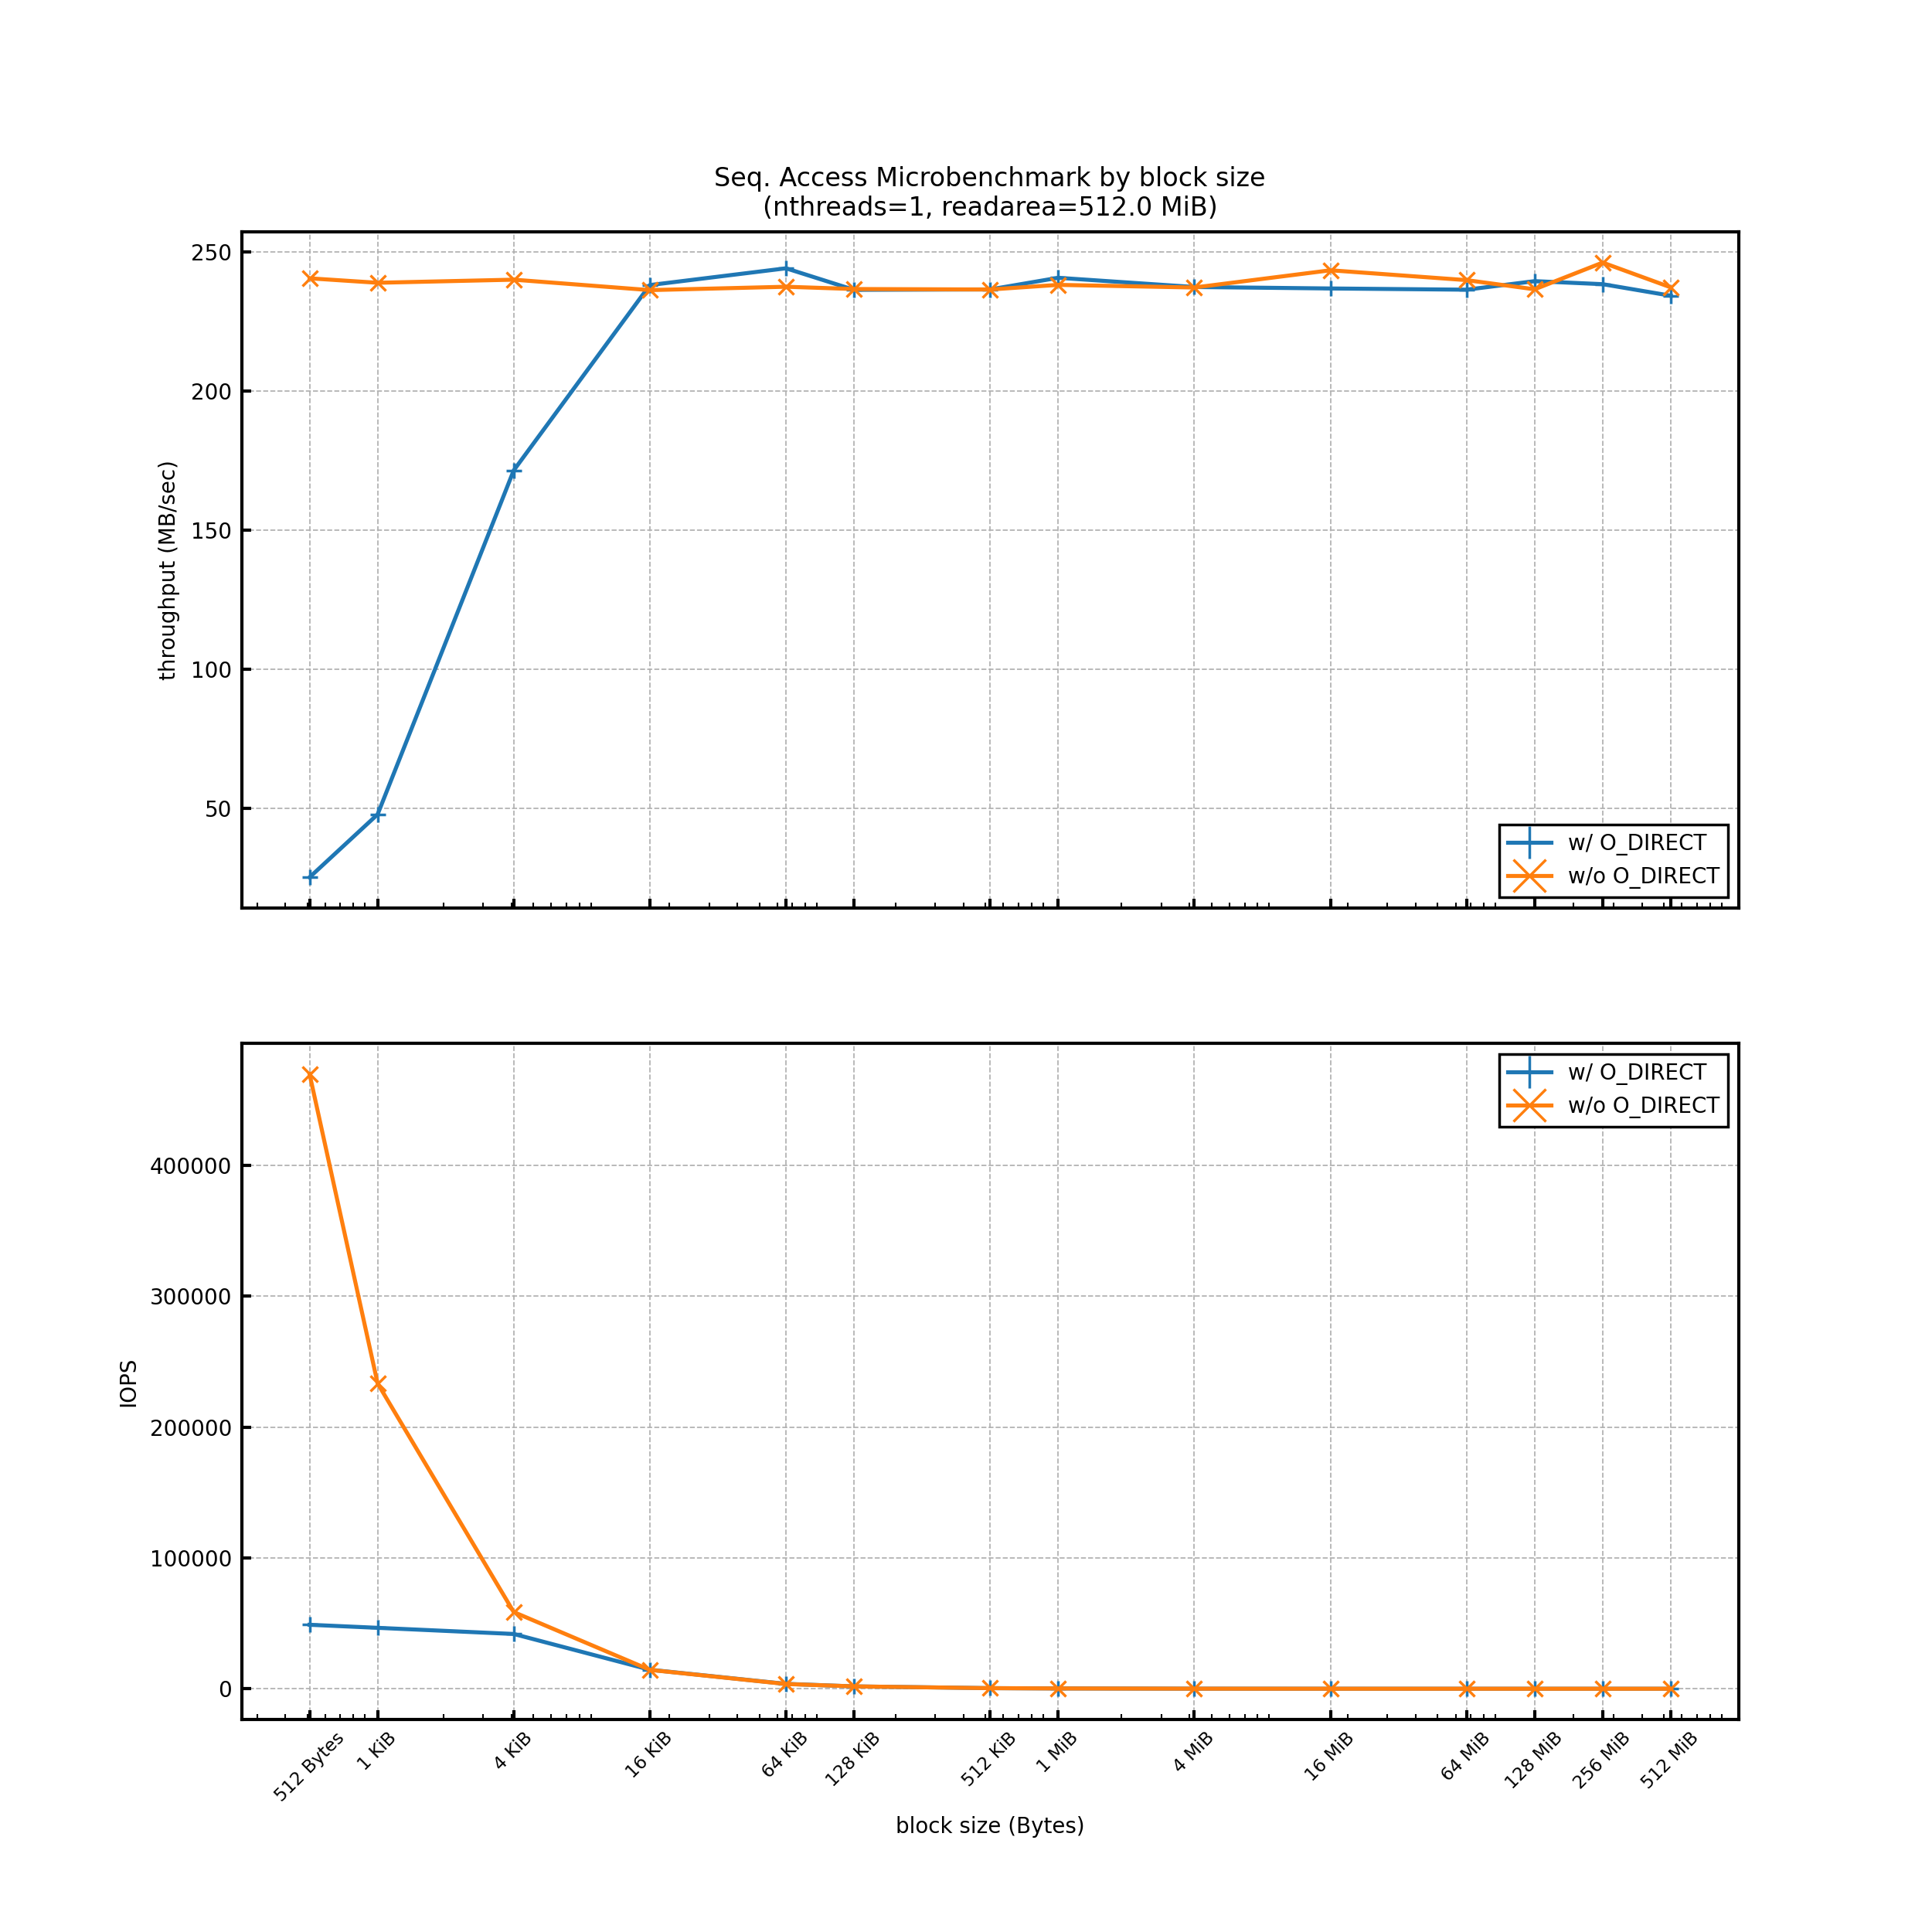 Seq. Access Microbenchmark by block size
(nthreads=1, readarea=512.0 MiB)
250
200
150
100
50
throughput (MB/sec)
w/ O_DIRECT
w/o O_DIRECT
w/ O_DIRECT
w/o O_DIRECT
400000
300000
200000
100000
0
IOPS
512 Bytes
1 KiB
4 KiB
16 KiB
64 KiB
128 KiB
512 KiB
1 MiB
4 MiB
16 MiB
64 MiB
128 MiB
256 MiB
512 MiB
block size (Bytes)